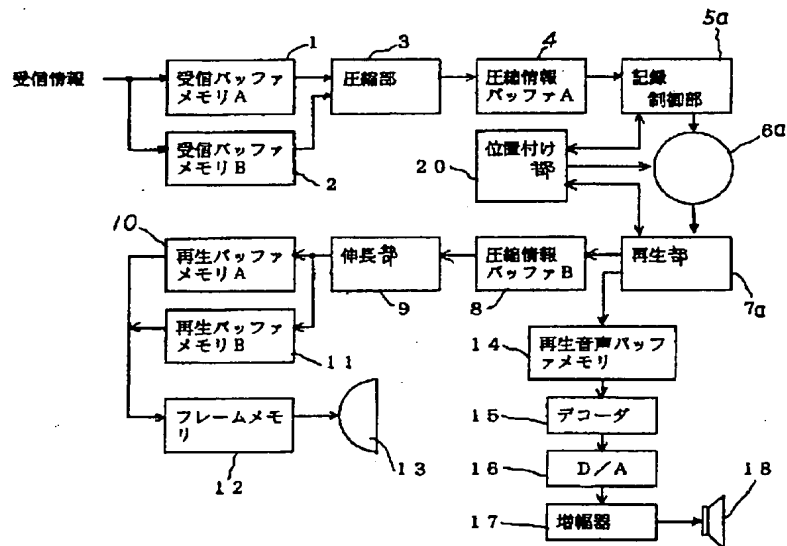 1
3
4
5a
受信情報
受信バッファ
メモリA
圧縮部
圧縮情報
バッファA
記録
制御部
6a
受信バッファ
メモリB
2
位置付け
部
20
10
再生バッファ
メモリA
伸長部
圧縮情報
バッファB
再生部
9
8
7a
再生バッファ
メモリB
11
14
再生音声バッフ
ァメモリ
フレームメモ
リ
12
13
15
デコーダ
16
D/A
17
増幅器
18